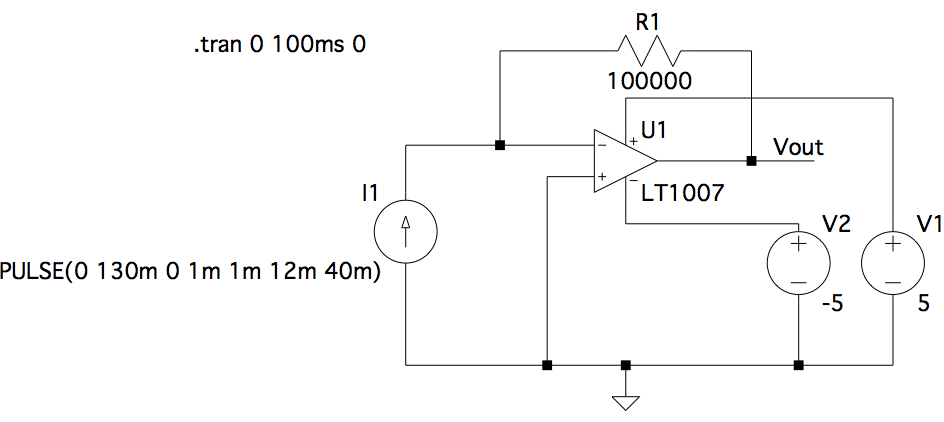 R1
.tran 0 100ms 0
100000
U1
Vout
LT1007
I1
V2
V1
PULSE(0 130m 0 1m 1m 12m 40m)
-5
5